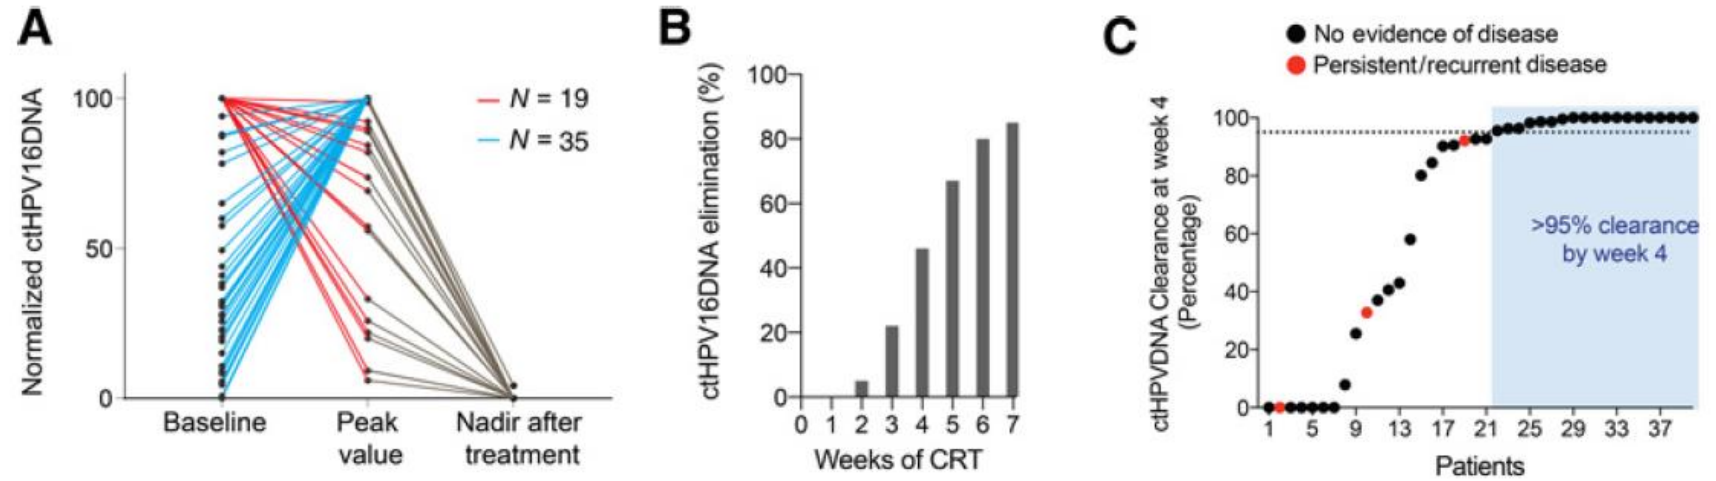 A
Normalized ctHPV16DNA
100
50
0
N = 19
N = 35
Baseline
Peak
value
Nadir after
treatment
B
ctHPV16DNA elimination (%)
100
80
60
40
20
0
0 1 2 3 4 5 6 7
Weeks of CRT
C
No evidence of disease
Persistent/recurrent disease
ctHPVDNA Clearance at week 4
(Percentage)
100
80
60
40
20
0
>95% clearance
by week 4
1 5 9 13 17 21 25 29 33 37
Patients